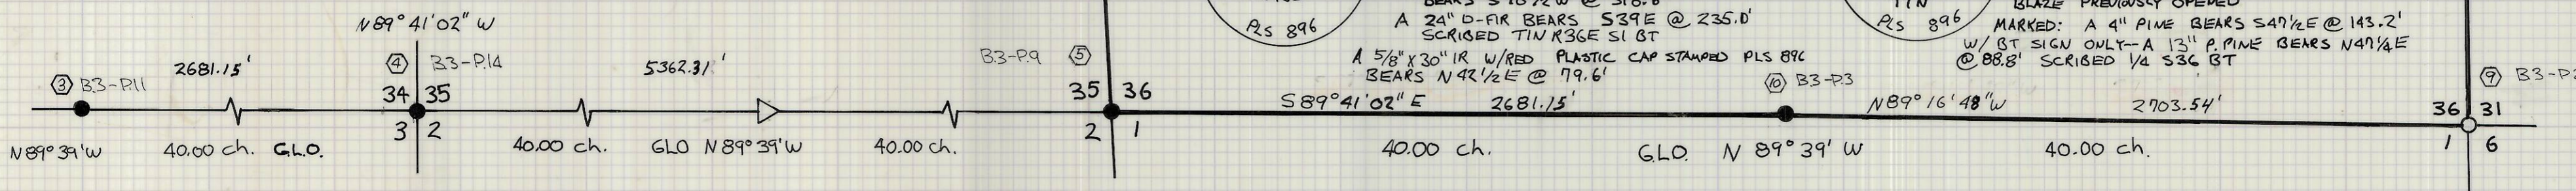 N89°41'02" W
2681.15'
③ B3-P.11
④ B3-P.14
34 35
3 2
N89°39'W
40.00 ch. G.L.O.
5362.31'
40.00 ch.
GLO N89°39'W
40.00 ch.
B3-P.9 ⑤
35 36
2 1
PLS 896
A 24" D-FIR BEARS S39E @ 235.0'
SCRIBED T1N R36E S1 BT
A 5/8"X30" IR W/RED PLASTIC CAP STAMPED PLS 896
BEARS N42½E @ 79.6'
⑩ B3-P.3
S89°41'02" E 2681.15'
40.00 ch.
G.L.O. N 89°39' W
PLS 896
BLAZE PREVIOUSLY OPENED
MARKED: A 4" PINE BEARS S47½E @ 143.2'
W/ BT SIGN ONLY—A 13" P.PINE BEARS N47¼E
@ 88.8' SCRIBED 1/4 S36 BT
N89°16'48"W 2703.54'
40.00 ch.
⑨ B3-P
36 31
1 6